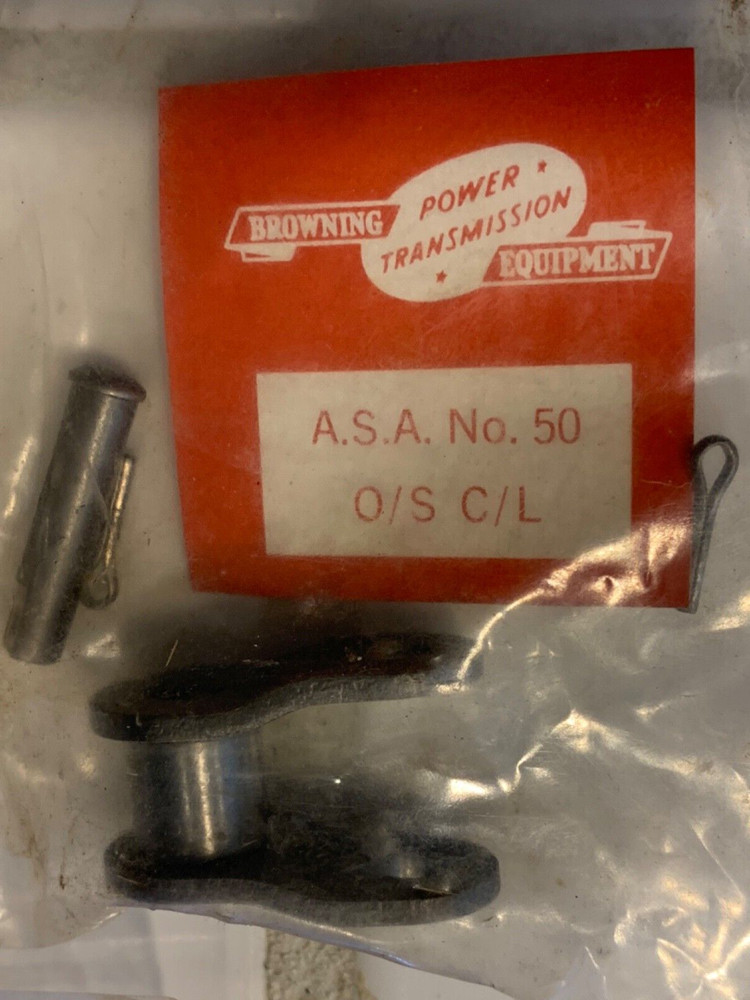 BROWNING
POWER
TRANSMISSION
EQUIPMENT
A.S.A. No. 50
O/S C/L